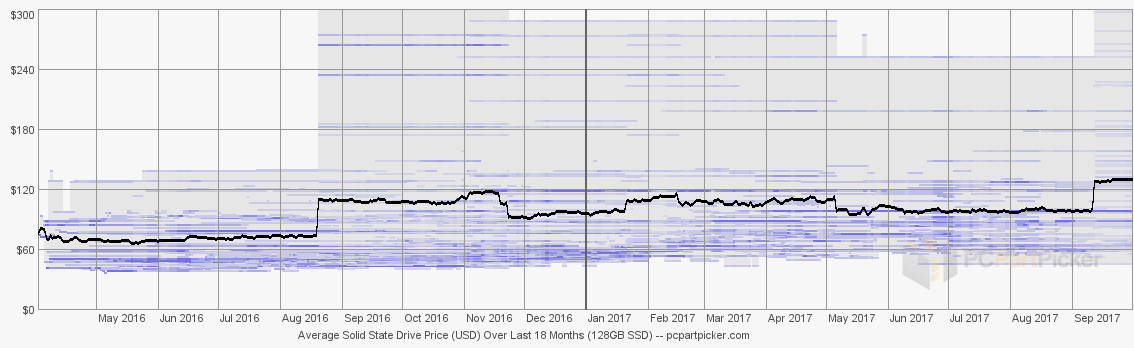 $300
$240
$180
$120
$60
$0
May 2016 Jun 2016 Jul 2016 Aug 2016 Sep 2016 Oct 2016 Nov 2016 Dec 2016 Jan 2017 Feb 2017 Mar 2017 Apr 2017 May 2017 Jun 2017 Jul 2017 Aug 2017 Sep 2017
PCPartPicker
Average Solid State Drive Price (USD) Over Last 18 Months (128GB SSD) -- pcpartpicker.com